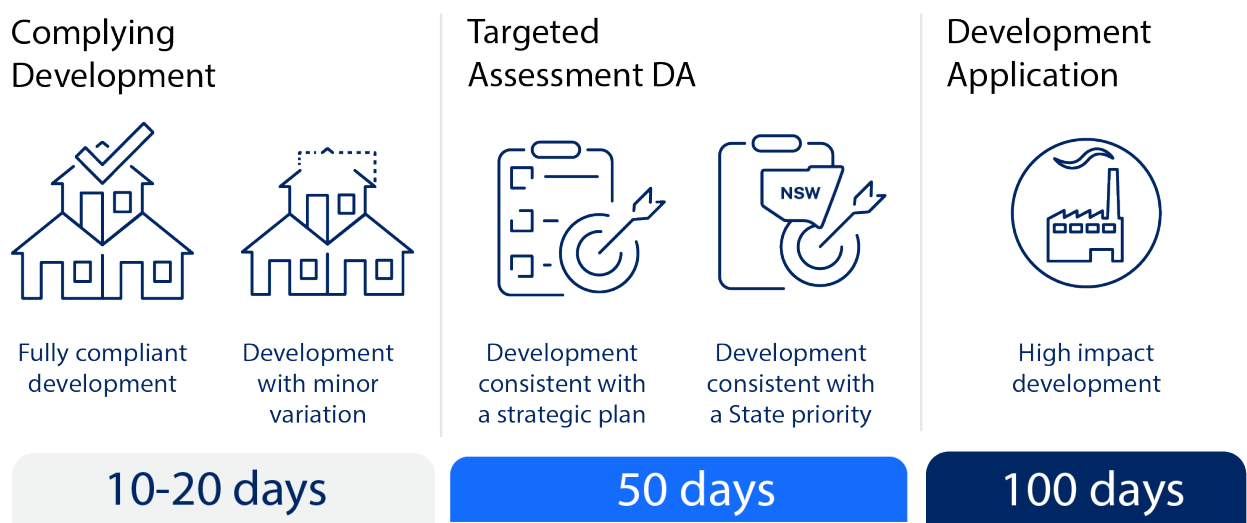 Complying
Development
Fully compliant
development
Development
with minor
variation
10-20 days
Targeted
Assessment DA
NSW
Development
consistent with
a strategic plan
Development
consistent with
a State priority
50 days
Development
Application
High impact
development
100 days